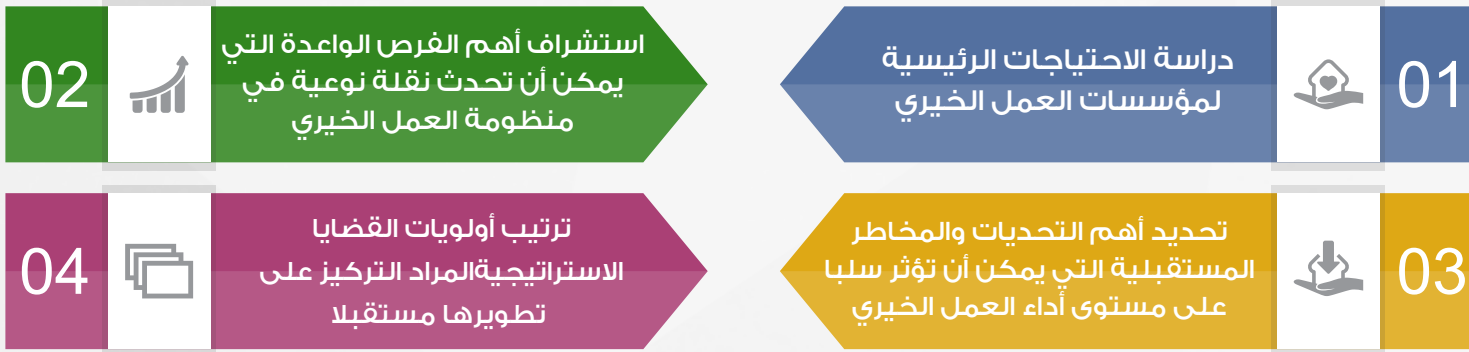 01
دراسة الاحتياجات الرئيسية
لمؤسسات العمل الخيري
02
استشراف أهم الفرص الواعدة التي
يمكن أن تحدث نقلة نوعية في
منظومة العمل الخيري
03
تحديد أهم التحديات والمخاطر
المستقبلية التي يمكن أن تؤثر سلبا
على مستوى أداء العمل الخيري
04
ترتيب أولويات القضايا
الاستراتيجيةالمراد التركيز على
تطويرها مستقبلا